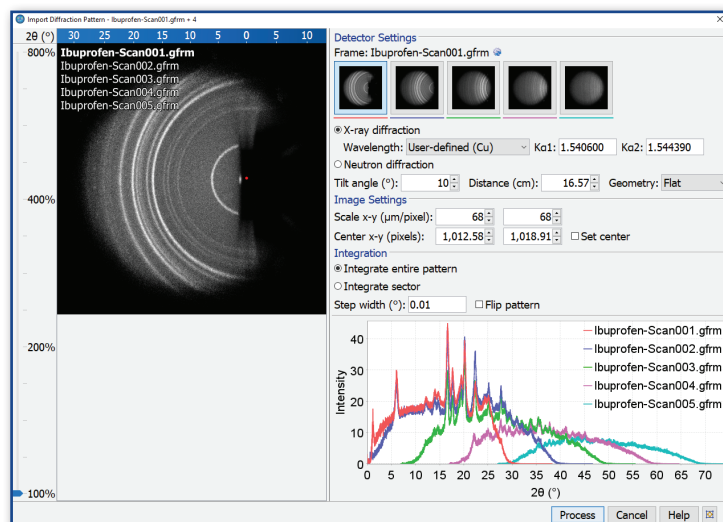 Import Diffraction Pattern - Ibuprofen-Scan001.gfrm + 4
2θ (°) 30 25 20 15 10 5 0 5 10
800%
400%
200%
100%
Ibuprofen-Scan001.gfrm
Ibuprofen-Scan002.gfrm
Ibuprofen-Scan003.gfrm
Ibuprofen-Scan004.gfrm
Ibuprofen-Scan005.gfrm
Detector Settings
Frame: Ibuprofen-Scan001.gfrm
X-ray diffraction
Wavelength: User-defined (Cu) Kα1: 1.540600 Kα2: 1.544390
Neutron diffraction
Tilt angle (°): 10 Distance (cm): 16.57 Geometry: Flat
Image Settings
Scale x-y (µm/pixel): 68 68
Center x-y (pixels): 1,012.58 1,018.91 Set center
Integration
Integrate entire pattern
Integrate sector
Step width (°): 0.01 Flip pattern
Intensity
40
30
20
10
0
0 5 10 15 20 25 30 35 40 45 50 55 60 65 70
2θ (°)
Ibuprofen-Scan001.gfrm
Ibuprofen-Scan002.gfrm
Ibuprofen-Scan003.gfrm
Ibuprofen-Scan004.gfrm
Ibuprofen-Scan005.gfrm
Process Cancel Help